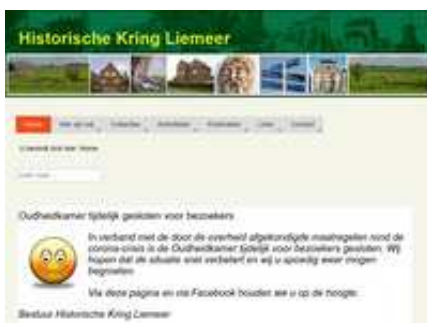 Historische Kring Liemeer
Home
Oudheidkamer tijdelijk gesloten voor bezoekers
In verband met de door de overheid afgekondigde maatregelen rond de
corona-crisis is de Oudheidkamer tijdelijk voor bezoekers gesloten. Wij
hopen dat de situatie snel verbetert en wij u spoedig weer mogen
begroeten.
Via deze pagina en via Facebook houden we u op de hoogte.
Bestuur Historische Kring Liemeer